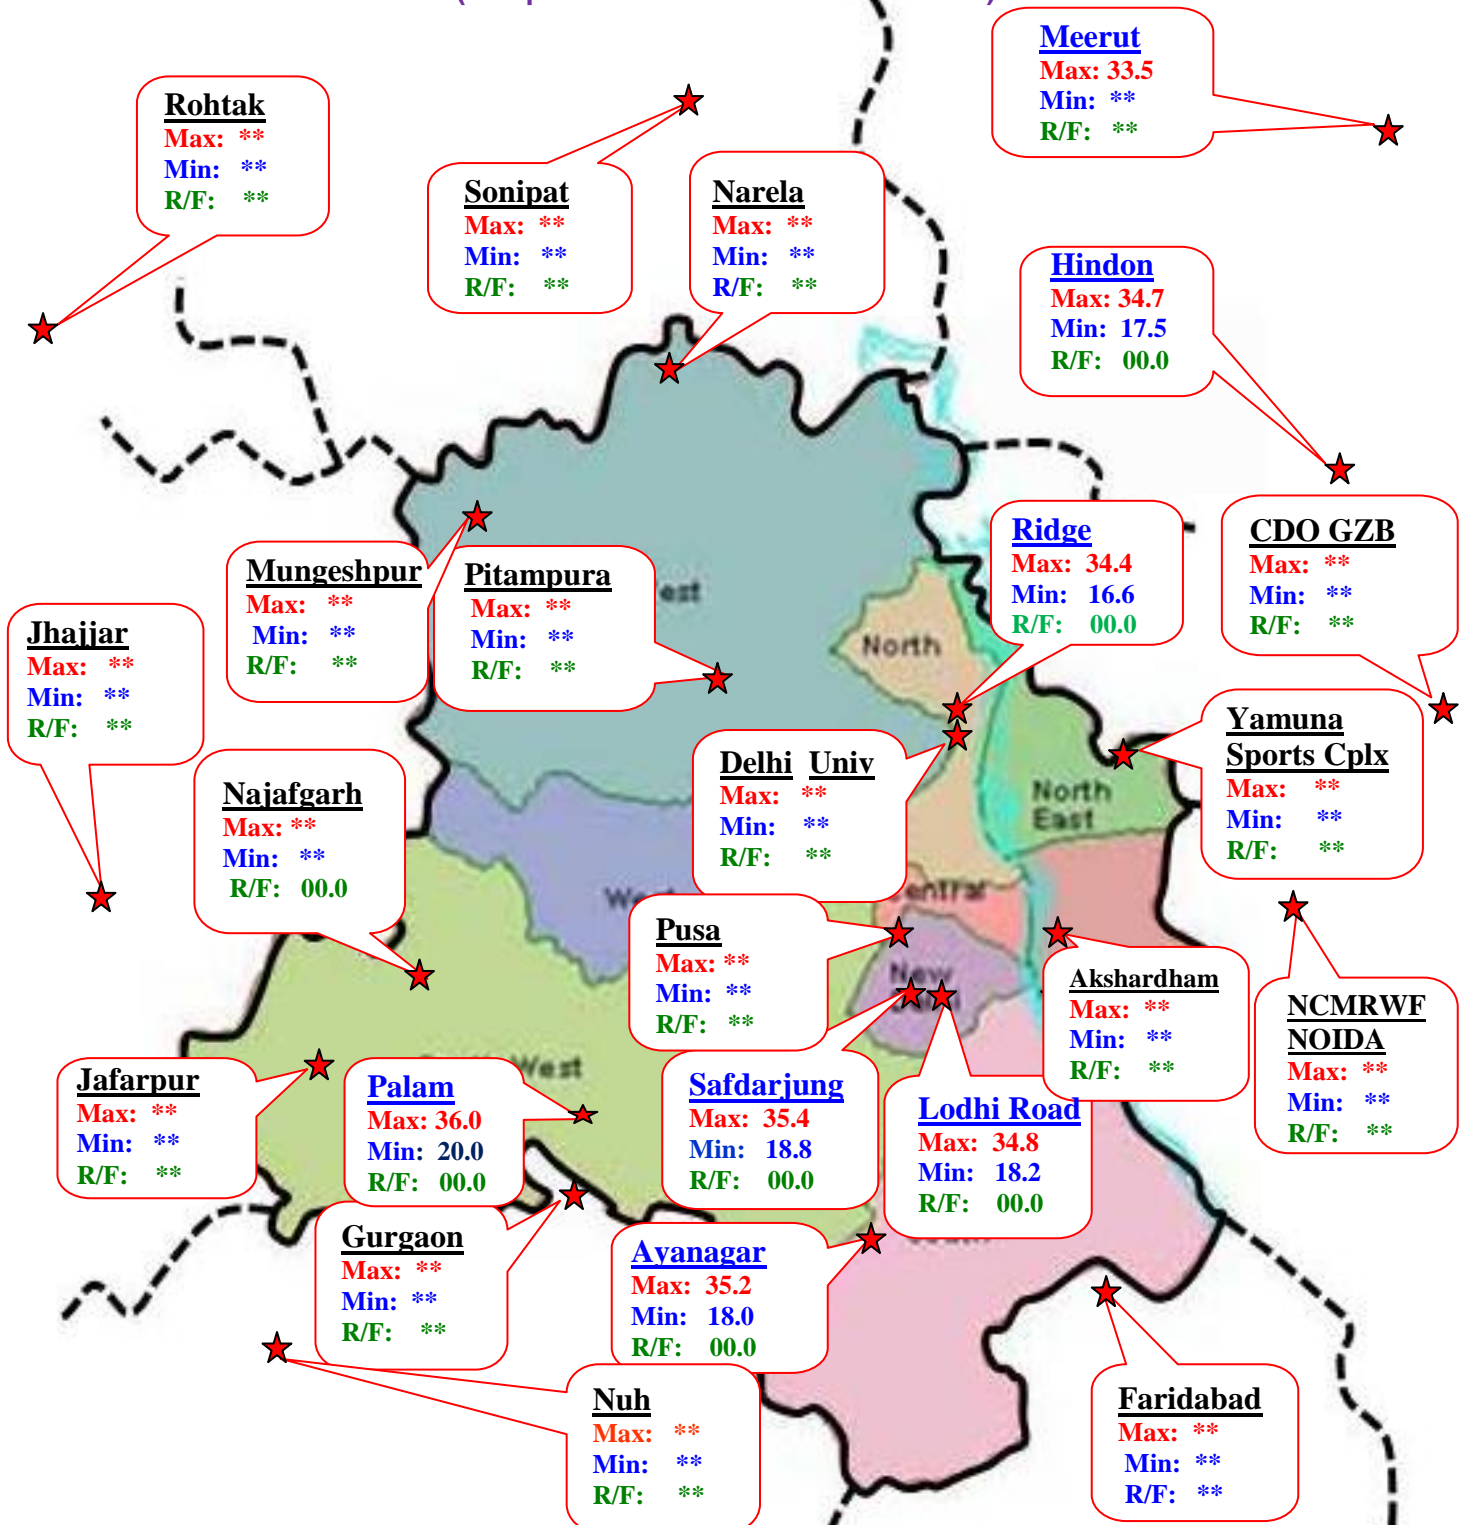 Meerut
Max: 33.5
Min: **
R/F: **
Rohtak
Max: **
Min: **
R/F: **
Sonipat
Max: **
Min: **
R/F: **
Narela
Max: **
Min: **
R/F: **
Hindon
Max: 34.7
Min: 17.5
R/F: 00.0
Ridge
Max: 34.4
Min: 16.6
R/F: 00.0
CDO GZB
Max: **
Min: **
R/F: **
Mungeshpur
Max: **
Min: **
R/F: **
Pitampura
Max: **
Min: **
R/F: **
est
North
Jhajjar
Max: **
Min: **
R/F: **
Yamuna
Sports Cplx
Max: **
Min: **
R/F: **
Delhi Univ
Max: **
Min: **
R/F: **
North
East
Najafgarh
Max: **
Min: **
R/F: 00.0
entral
Pusa
Max: **
Min: **
R/F: **
New
Akshardham
Max: **
Min: **
R/F: **
NCMRWF
NOIDA
Max: **
Min: **
R/F: **
West
Jafarpur
Max: **
Min: **
R/F: **
Palam
Max: 36.0
Min: 20.0
R/F: 00.0
Safdarjung
Max: 35.4
Min: 18.8
R/F: 00.0
Lodhi Road
Max: 34.8
Min: 18.2
R/F: 00.0
Gurgaon
Max: **
Min: **
R/F: **
Ayanagar
Max: 35.2
Min: 18.0
R/F: 00.0
Nuh
Max: **
Min: **
R/F: **
Faridabad
Max: **
Min: **
R/F: **